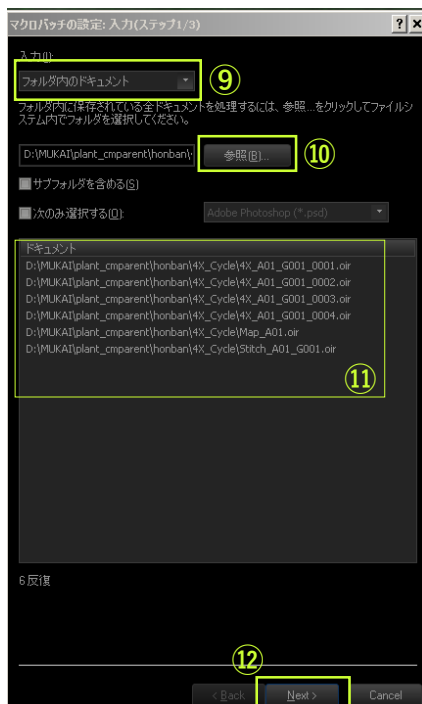 マクロバッチの設定: 入力(ステップ1/3)
? ×
入力(I):
フォルダ内のドキュメント
⑨
フォルダ内に保存されている全ドキュメントを処理するには、参照...をクリックしてファイルシ
ステム内でフォルダを選択してください。
D:\MUKAI\plant_cmparent\honban\
参照(B)...
⑩
サブフォルダを含める(S)
次のみ選択する(O):
Adobe Photoshop (*.psd)
ドキュメント
D:\MUKAI\plant_cmparent\honban\4X_Cycle\4X_A01_G001_0001.oir
D:\MUKAI\plant_cmparent\honban\4X_Cycle\4X_A01_G001_0002.oir
D:\MUKAI\plant_cmparent\honban\4X_Cycle\4X_A01_G001_0003.oir
D:\MUKAI\plant_cmparent\honban\4X_Cycle\4X_A01_G001_0004.oir
D:\MUKAI\plant_cmparent\honban\4X_Cycle\Map_A01.oir
D:\MUKAI\plant_cmparent\honban\4X_Cycle\Stitch_A01_G001.oir
⑪
6反復
⑫
< Back
Next >
Cancel